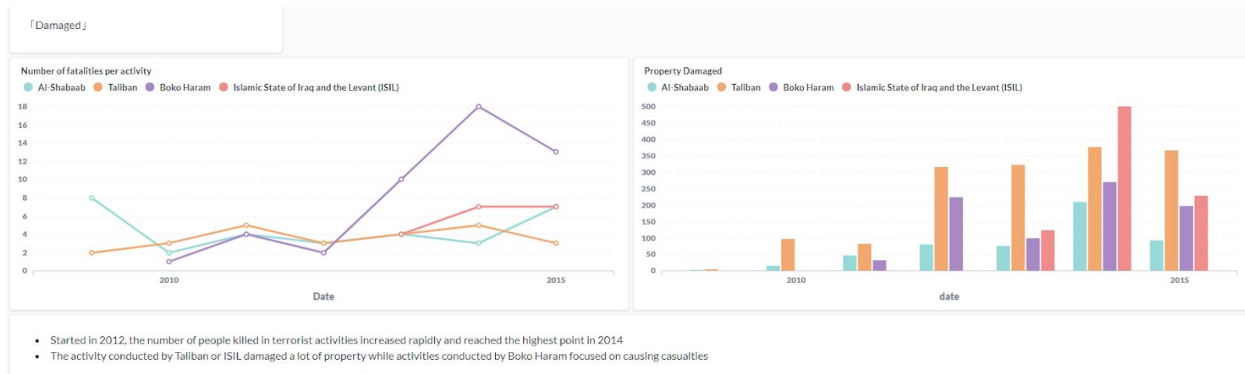 「Damaged」
Number of fatalities per activity
Al-Shabaab Taliban Boko Haram Islamic State of Iraq and the Levant (ISIL)
18
16
14
12
10
8
6
4
2
0
2010 2015
Date
Property Damaged
Al-Shabaab Taliban Boko Haram Islamic State of Iraq and the Levant (ISIL)
500
450
400
350
300
250
200
150
100
50
0
2010 2015
date
• Started in 2012, the number of people killed in terrorist activities increased rapidly and reached the highest point in 2014
• The activity conducted by Taliban or ISIL damaged a lot of property while activities conducted by Boko Haram focused on causing casualties